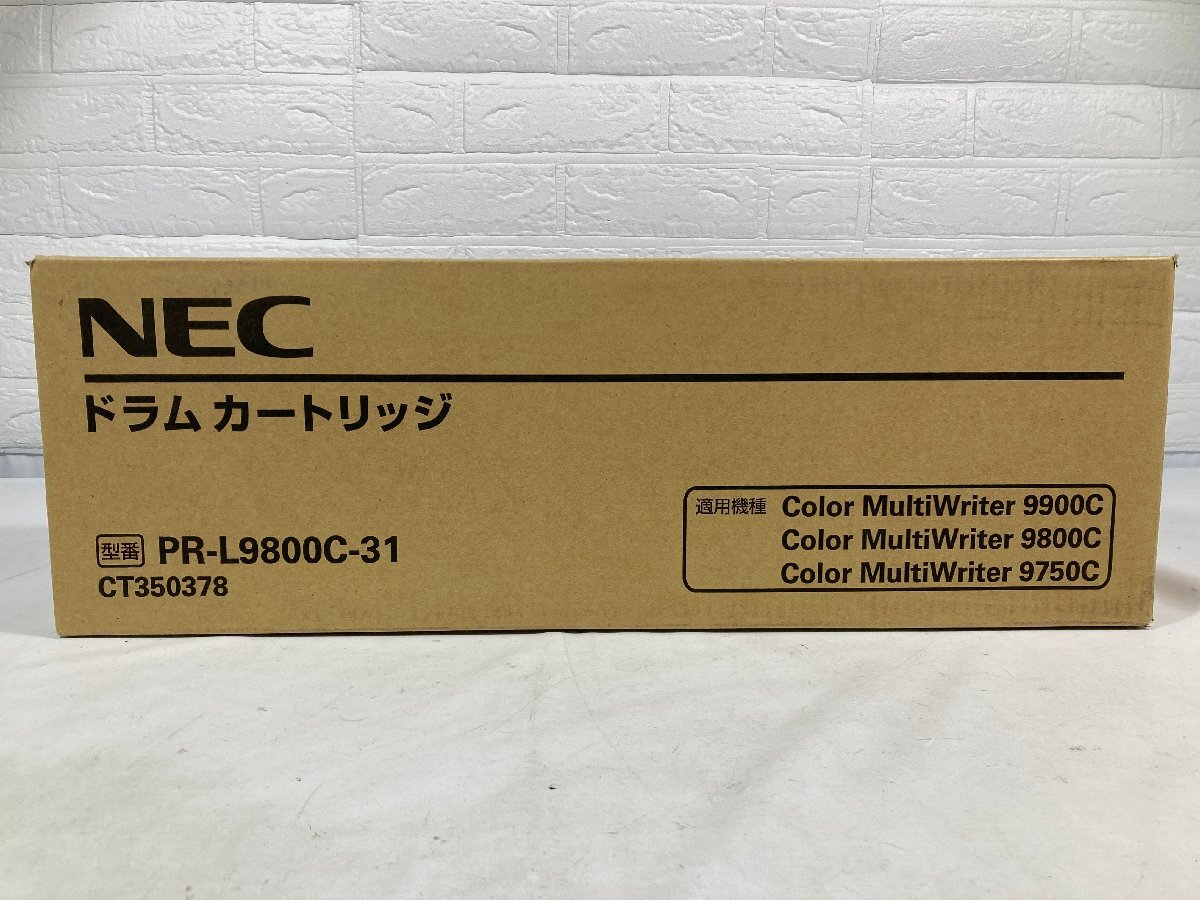 NEC
ドラム カートリッジ
型番 PR-L9800C-31
CT350378
適用機種 Color MultiWriter 9900C
Color MultiWriter 9800C
Color MultiWriter 9750C